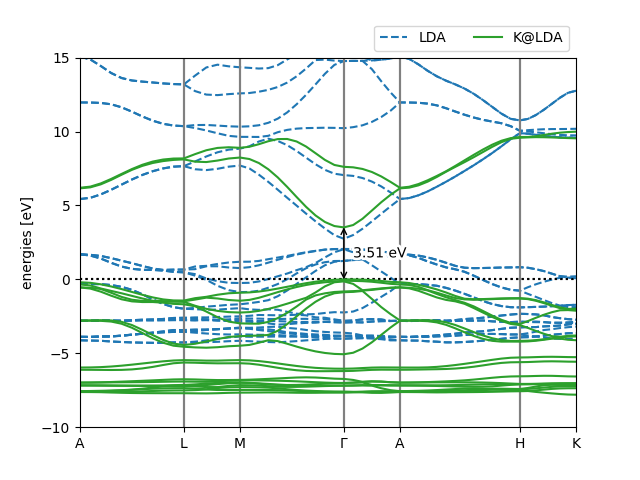 LDA K@LDA
15
10
5
0
−5
−10
energies [eV]
3.51 eV
A L M Γ A H K